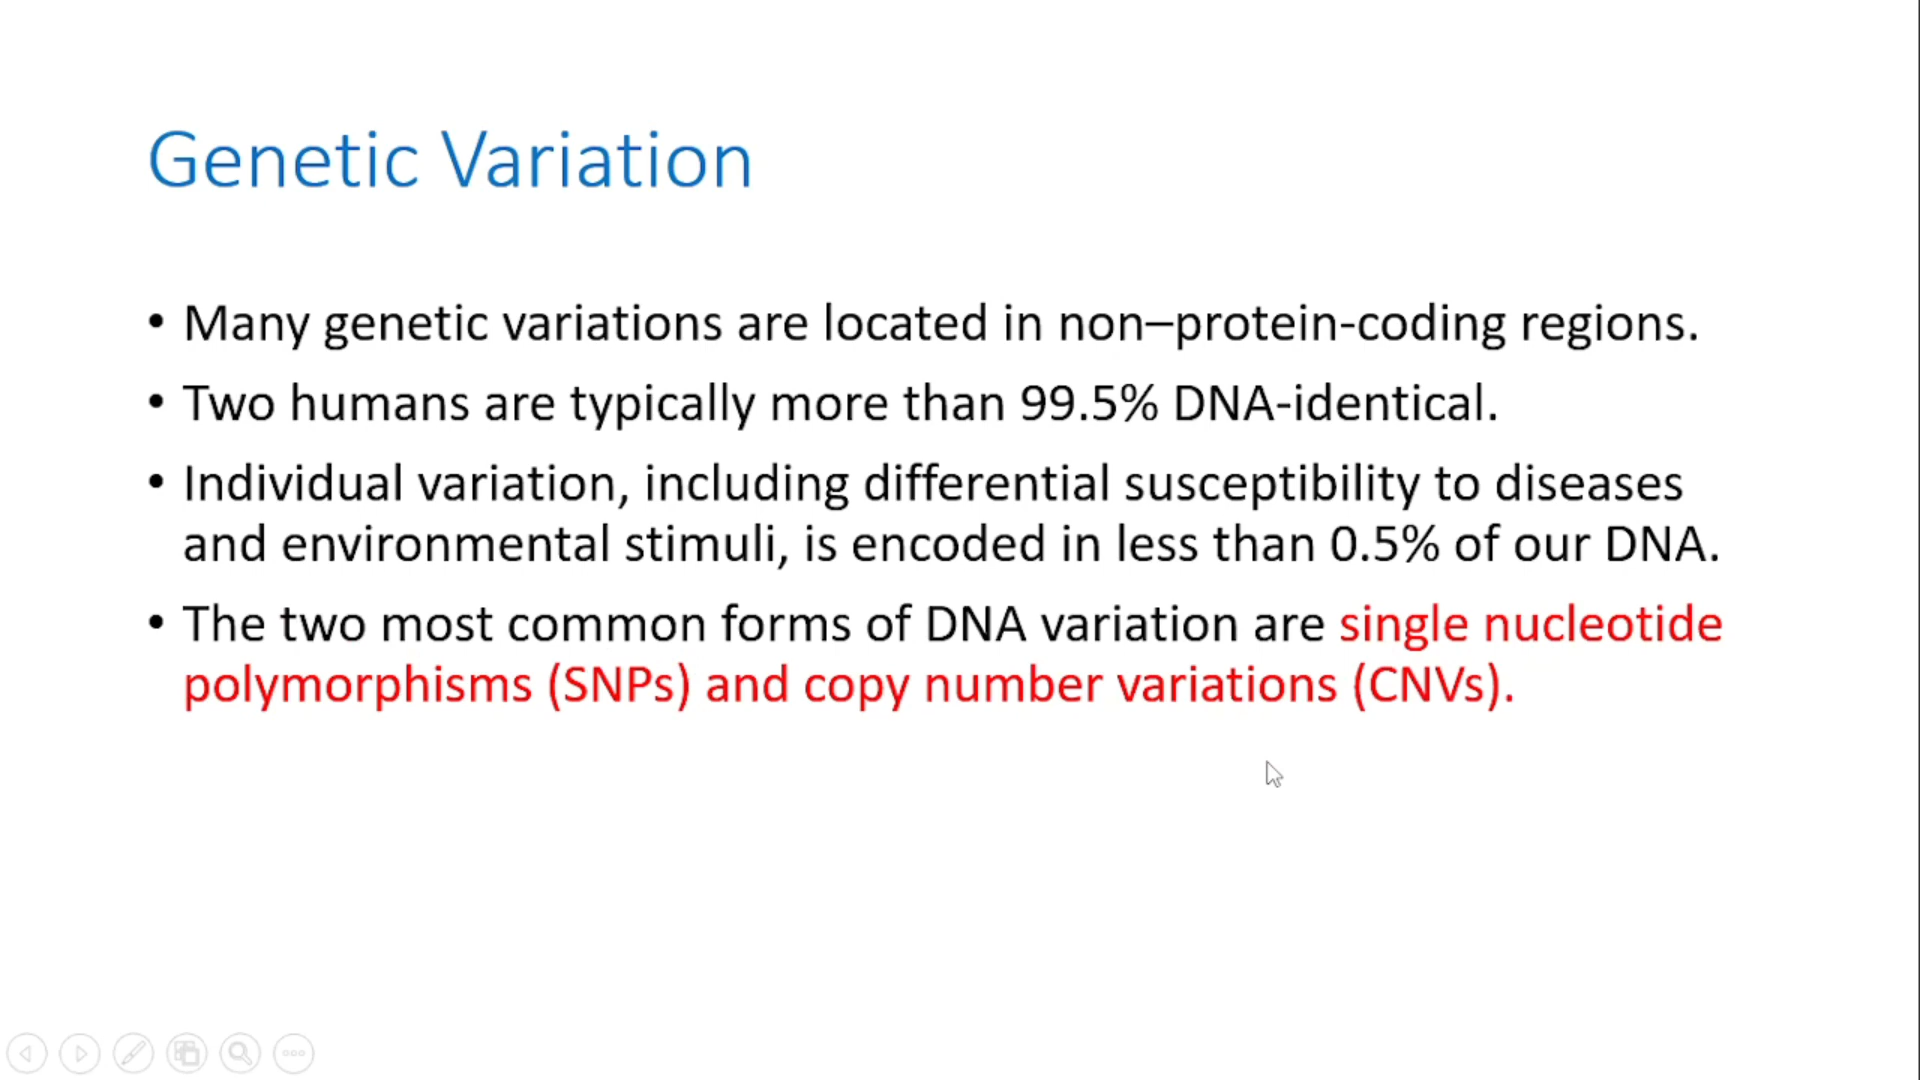 Genetic Variation
• Many genetic variations are located in non–protein-coding regions.
• Two humans are typically more than 99.5% DNA-identical.
• Individual variation, including differential susceptibility to diseases
and environmental stimuli, is encoded in less than 0.5% of our DNA.
• The two most common forms of DNA variation are single nucleotide
polymorphisms (SNPs) and copy number variations (CNVs).